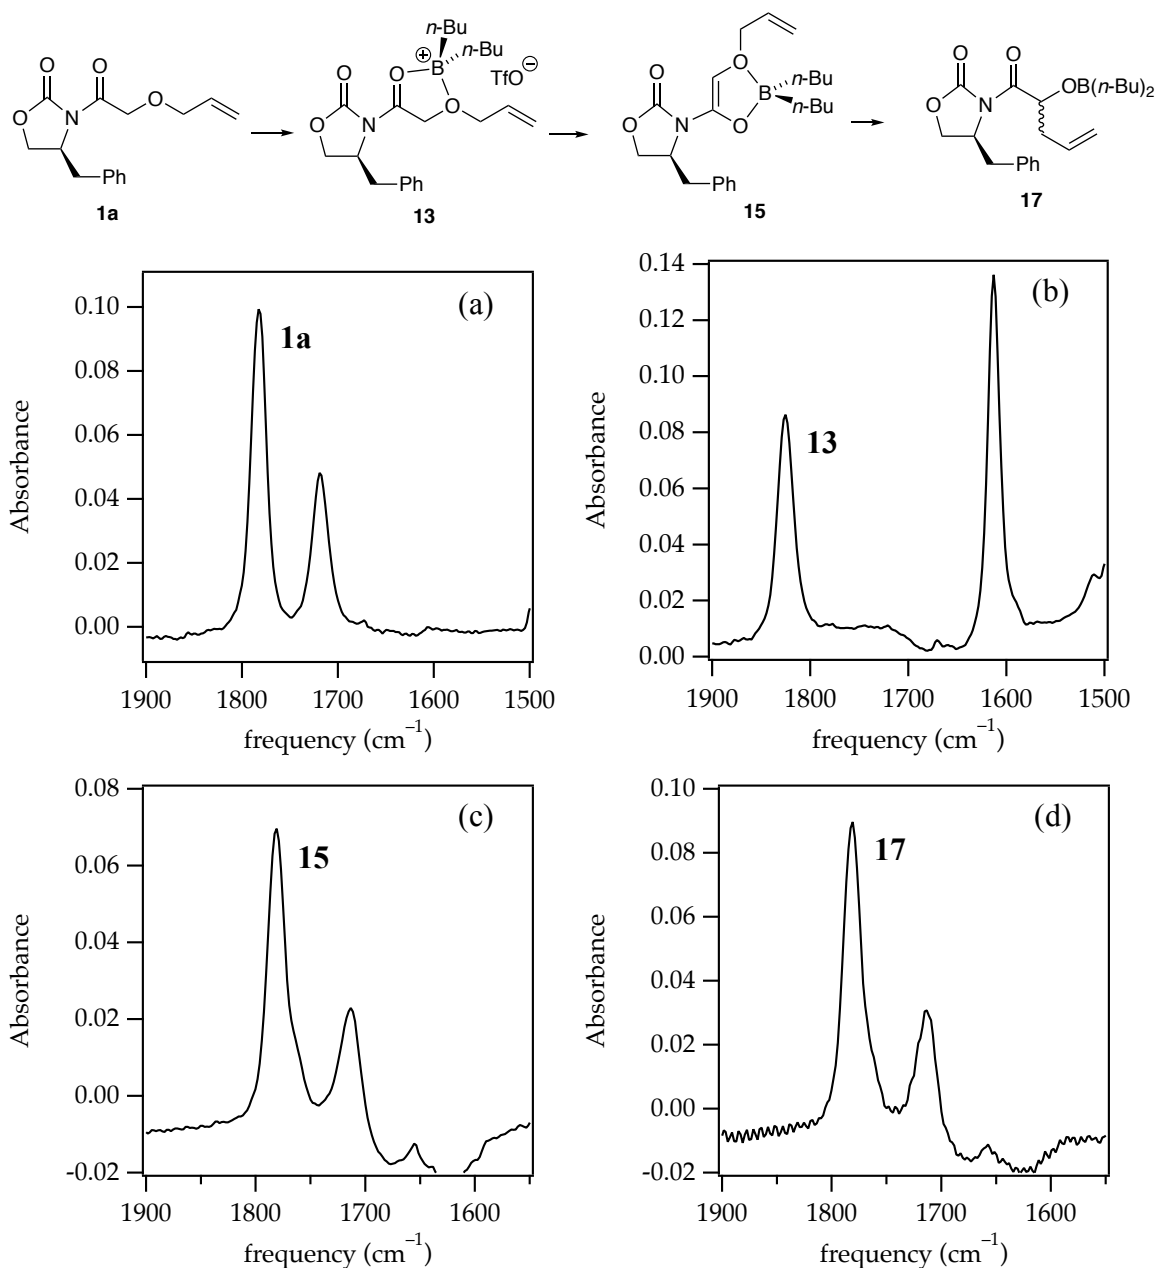 O O O N O Ph
1a
O O N O O B ⊕ n-Bu n-Bu TfO⊖ Ph
13
O O N O O B n-Bu n-Bu Ph
15
O O O N OB(n-Bu)2 Ph
17
(a)
1a
Absorbance
0.10
0.08
0.06
0.04
0.02
0.00
1900 1800 1700 1600 1500
frequency (cm–1)
(b)
13
Absorbance
0.14
0.12
0.10
0.08
0.06
0.04
0.02
0.00
1900 1800 1700 1600 1500
frequency (cm–1)
(c)
15
Absorbance
0.08
0.06
0.04
0.02
0.00
-0.02
1900 1800 1700 1600
frequency (cm–1)
(d)
17
Absorbance
0.10
0.08
0.06
0.04
0.02
0.00
-0.02
1900 1800 1700 1600
frequency (cm–1)